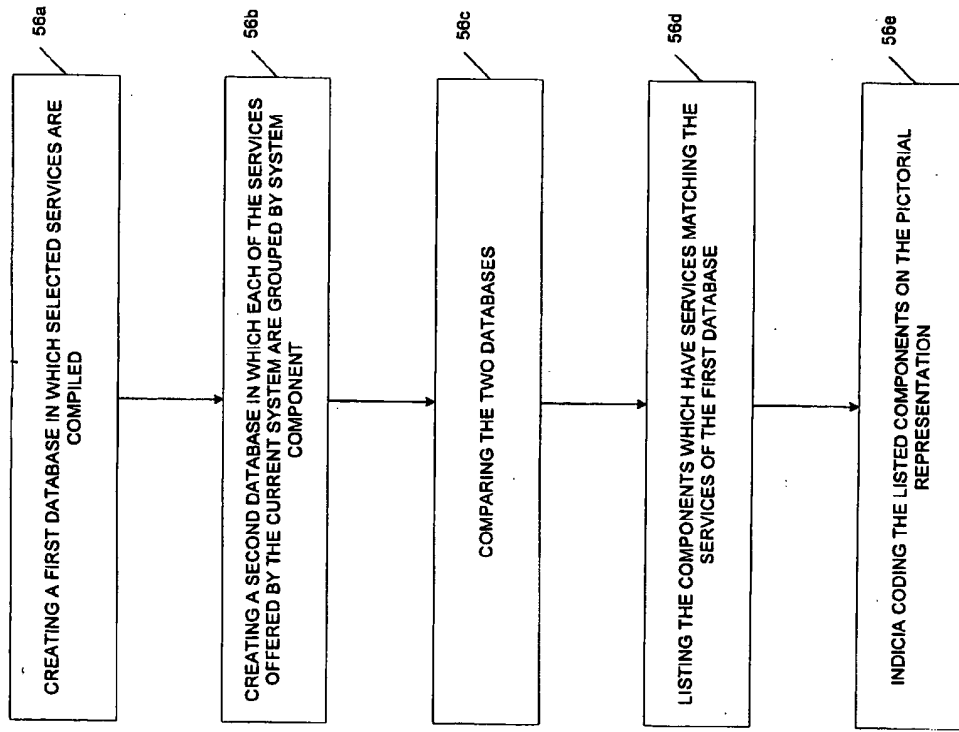 56a
CREATING A FIRST DATABASE IN WHICH SELECTED SERVICES ARE
COMPILED
56b
CREATING A SECOND DATABASE IN WHICH EACH OF THE SERVICES
OFFERED BY THE CURRENT SYSTEM ARE GROUPED BY SYSTEM
COMPONENT
56c
COMPARING THE TWO DATABASES
56d
LISTING THE COMPONENTS WHICH HAVE SERVICES MATCHING THE
SERVICES OF THE FIRST DATABASE
56e
INDICIA CODING THE LISTED COMPONENTS ON THE PICTORIAL
REPRESENTATION